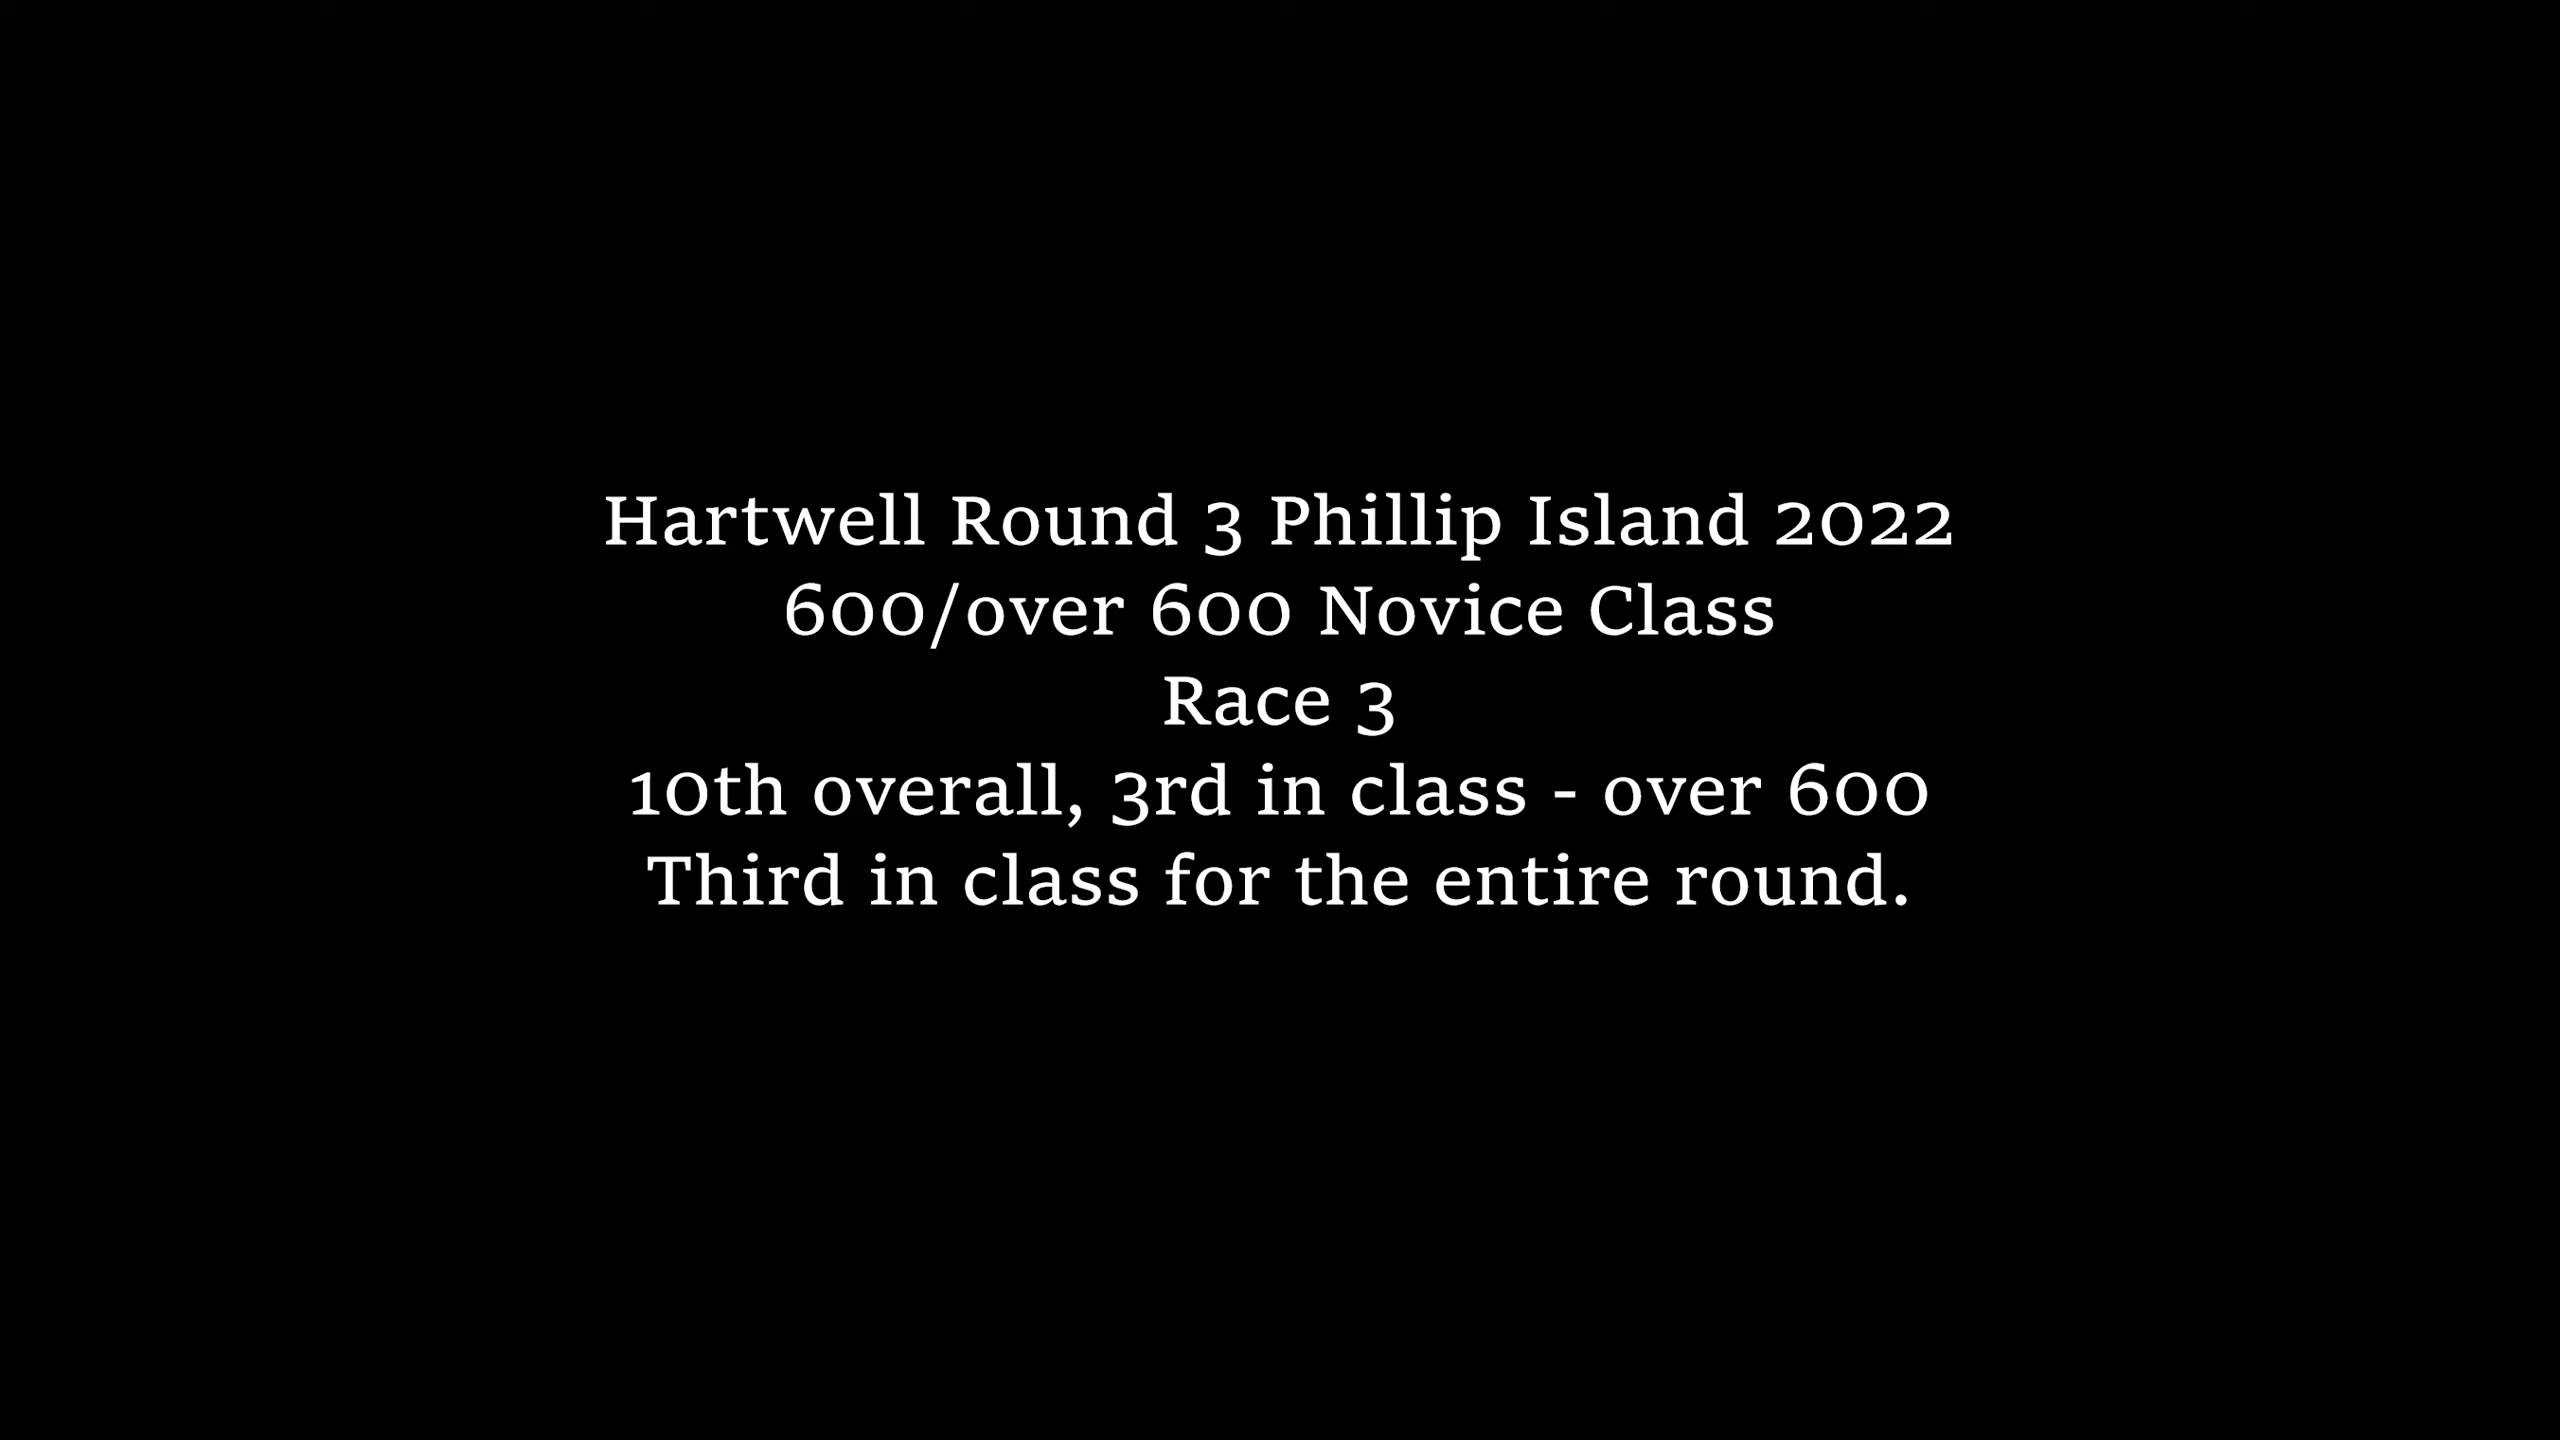 Hartwell Round 3 Phillip Island 2022
600/over 600 Novice Class
Race 3
10th overall, 3rd in class - over 600
Third in class for the entire round.